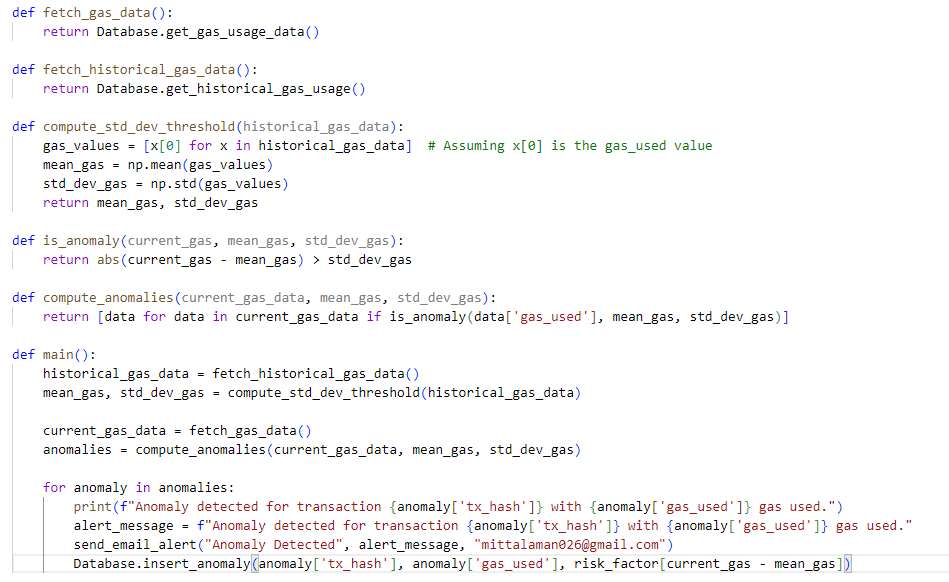 def fetch_gas_data():
    return Database.get_gas_usage_data()
def fetch_historical_gas_data():
    return Database.get_historical_gas_usage()
def compute_std_dev_threshold(historical_gas_data):
    gas_values = [x[0] for x in historical_gas_data]  # Assuming x[0] is the gas_used value
    mean_gas = np.mean(gas_values)
    std_dev_gas = np.std(gas_values)
    return mean_gas, std_dev_gas
def is_anomaly(current_gas, mean_gas, std_dev_gas):
    return abs(current_gas - mean_gas) > std_dev_gas
def compute_anomalies(current_gas_data, mean_gas, std_dev_gas):
    return [data for data in current_gas_data if is_anomaly(data['gas_used'], mean_gas, std_dev_gas)]
def main():
    historical_gas_data = fetch_historical_gas_data()
    mean_gas, std_dev_gas = compute_std_dev_threshold(historical_gas_data)
    current_gas_data = fetch_gas_data()
    anomalies = compute_anomalies(current_gas_data, mean_gas, std_dev_gas)
    for anomaly in anomalies:
        print(f"Anomaly detected for transaction {anomaly['tx_hash']} with {anomaly['gas_used']} gas used.")
        alert_message = f"Anomaly detected for transaction {anomaly['tx_hash']} with {anomaly['gas_used']} gas used."
        send_email_alert("Anomaly Detected", alert_message, "mittalaman026@gmail.com")
        Database.insert_anomaly(anomaly['tx_hash'], anomaly['gas_used'], risk_factor[current_gas - mean_gas])